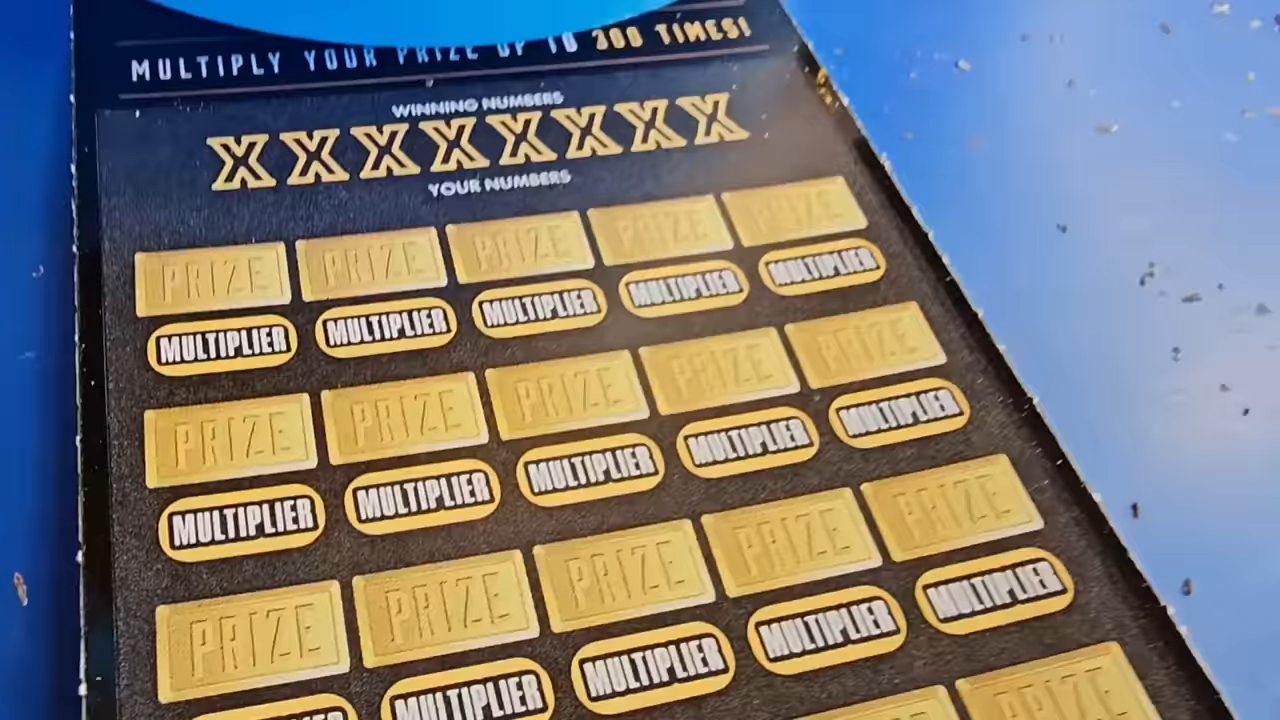 MULTIPLY YOUR PRIZE UP TO 300 TIMES!
WINNING NUMBERS
X X X X X X X X
YOUR NUMBERS
PRIZE PRIZE PRIZE PRIZE PRIZE
MULTIPLIER MULTIPLIER MULTIPLIER MULTIPLIER MULTIPLIER
PRIZE PRIZE PRIZE PRIZE PRIZE
MULTIPLIER MULTIPLIER MULTIPLIER MULTIPLIER MULTIPLIER
PRIZE PRIZE PRIZE PRIZE PRIZE
MULTIPLIER MULTIPLIER MULTIPLIER MULTIPLIER MULTIPLIER
PRIZE